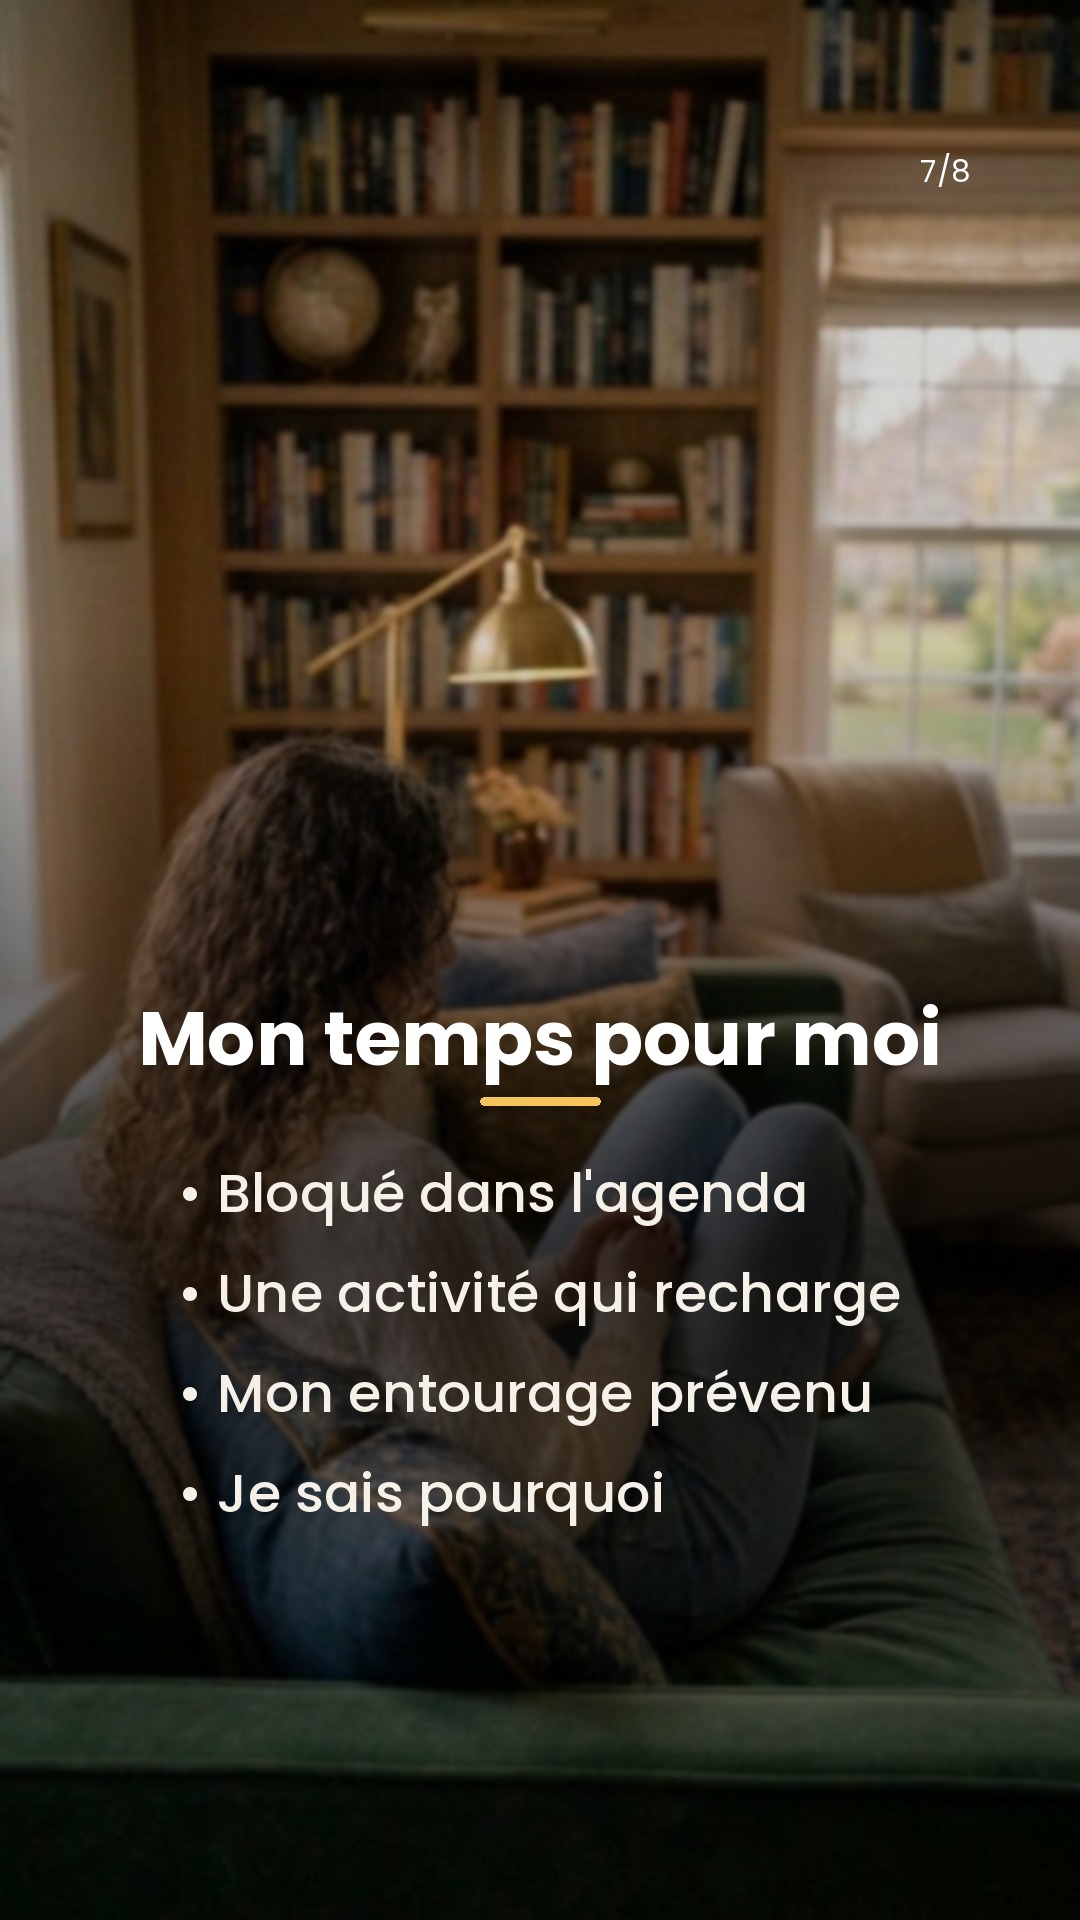 7/8
Mon temps pour moi
• Bloqué dans l'agenda
• Une activité qui recharge
• Mon entourage prévenu
• Je sais pourquoi